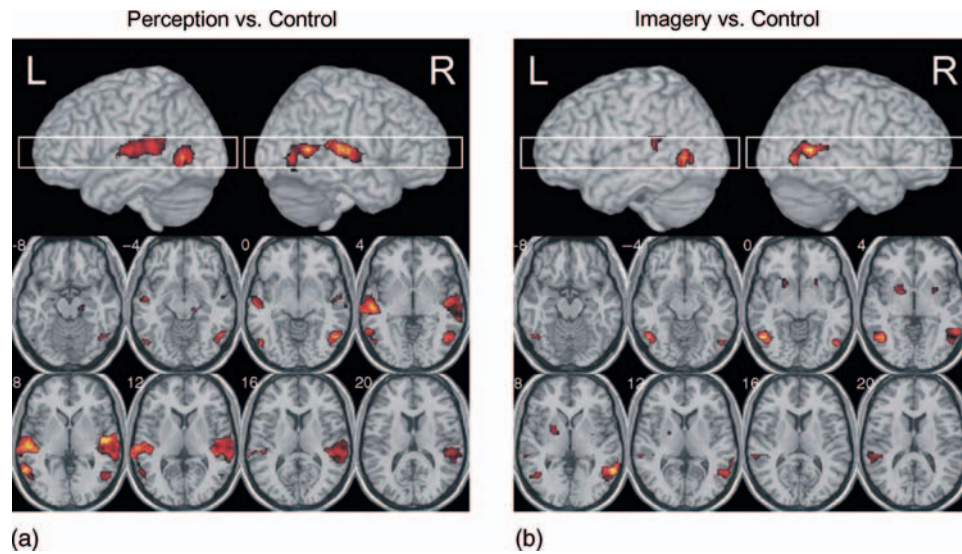 Perception vs. Control
Imagery vs. Control
L R
L R
-8 -4 0 4
-8 -4 0 4
8 12 16 20
8 12 16 20
(a)
(b)